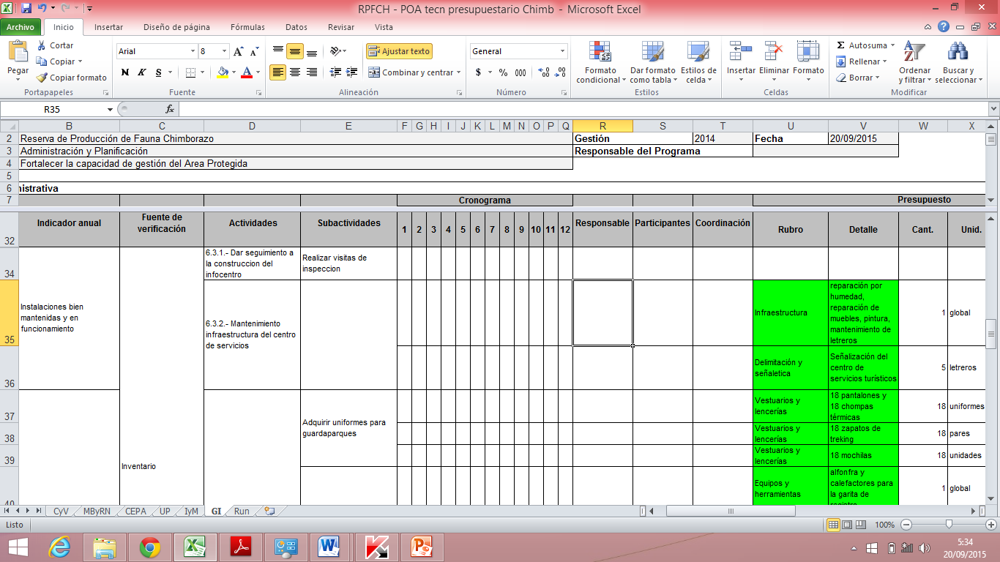 RPFCH - POA tecn presupuestario Chimb - Microsoft Excel
Archivo Inicio Insertar Diseño de página Fórmulas Datos Revisar Vista
Pegar
Cortar
Copiar
Copiar formato
Portapapeles
Arial 8
N K S
Fuente
Ajustar texto
Combinar y centrar
Alineación
General
$ % 000
Número
Formato condicional
Dar formato como tabla
Estilos de celda
Estilos
Insertar Eliminar Formato
Celdas
Σ Autosuma
Rellenar
Borrar
Ordenar y filtrar
Buscar y seleccionar
Modificar
R35
fx
B C D E F G H I J K L M N O P Q R S T U V W X
2 Reserva de Producción de Fauna Chimborazo Gestión 2014 Fecha 20/09/2015
3 Administración y Planificación Responsable del Programa
4 Fortalecer la capacidad de gestión del Area Protegida
5
6 nistrativa
7 Cronograma Presupuesto
32 Indicador anual Fuente de verificación Actividades Subactividades 1 2 3 4 5 6 7 8 9 10 11 12 Responsable Participantes Coordinación Rubro Detalle Cant. Unid.
34 6.3.1.- Dar seguimiento a la construccion del infocentro Realizar visitas de inspeccion
35 Instalaciones bien mantenidas y en funcionamiento 6.3.2.- Mantenimiento infraestructura del centro de servicios Infraestructura reparación por humedad, reparación de muebles, pintura, mantenimiento de letreros 1 global
36 Delimitación y señaletica Señalización del centro de servicios turísticos 5 letreros
37 Adquirir uniformes para guardaparques Vestuarios y lencerías 18 pantalones y 18 chompas térmicas 18 uniformes
38 Vestuarios y lencerías 18 zapatos de treking 18 pares
39 Inventario Vestuarios y lencerías 18 mochilas 18 unidades
40 Equipos y herramientas alfonfra y calefactores para la garita de registro 1 global
CyV MByRN CEPA UP IyM GI Run
Listo 100%
5:34
20/09/2015